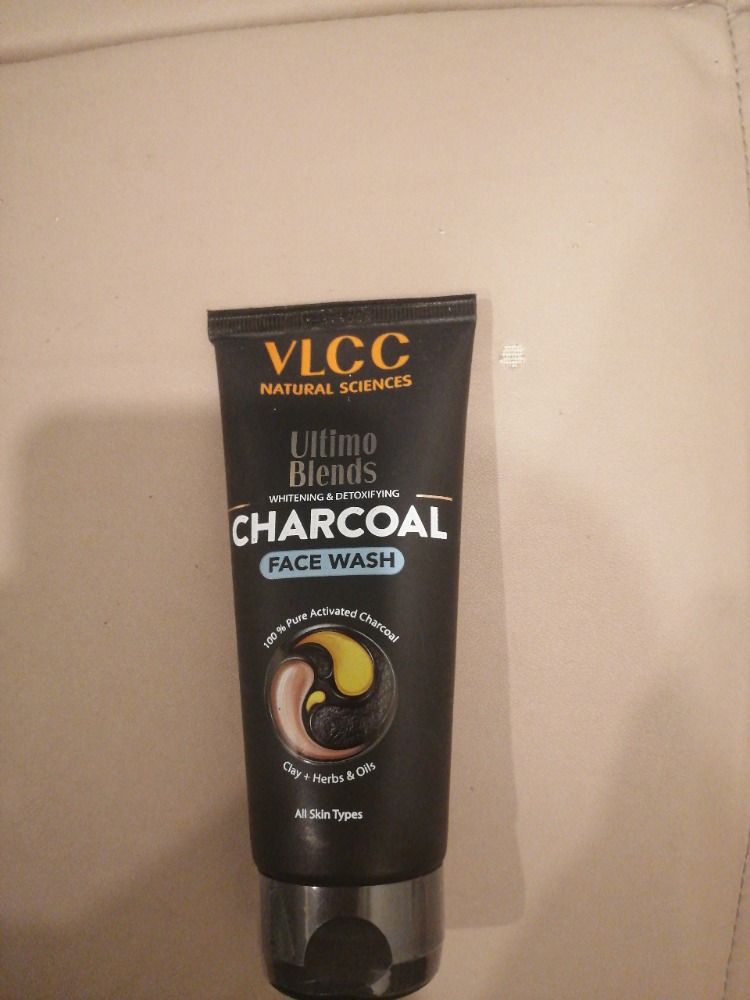 VLCC
NATURAL SCIENCES
Ultimo
Blends
WHITENING & DETOXIFYING
CHARCOAL
FACE WASH
100 % Pure Activated Charcoal
Clay + Herbs & Oils
All Skin Types